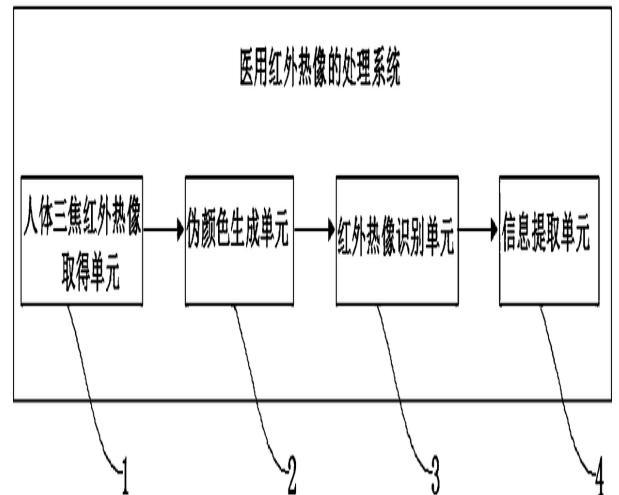 医用红外热像的处理系统
人体三焦红外热像
取得单元
伪颜色生成单元
红外热像识别单元
信息提取单元
1
2
3
4